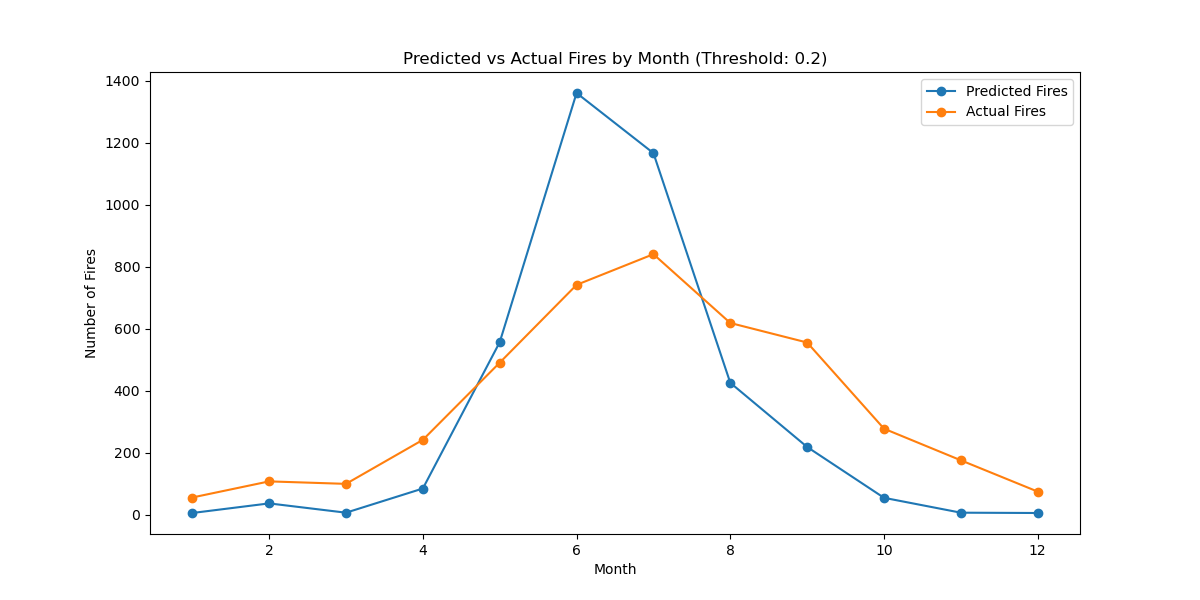 Predicted vs Actual Fires by Month (Threshold: 0.2)
Predicted Fires
Actual Fires
Number of Fires
1400
1200
1000
800
600
400
200
0
2 4 6 8 10 12
Month